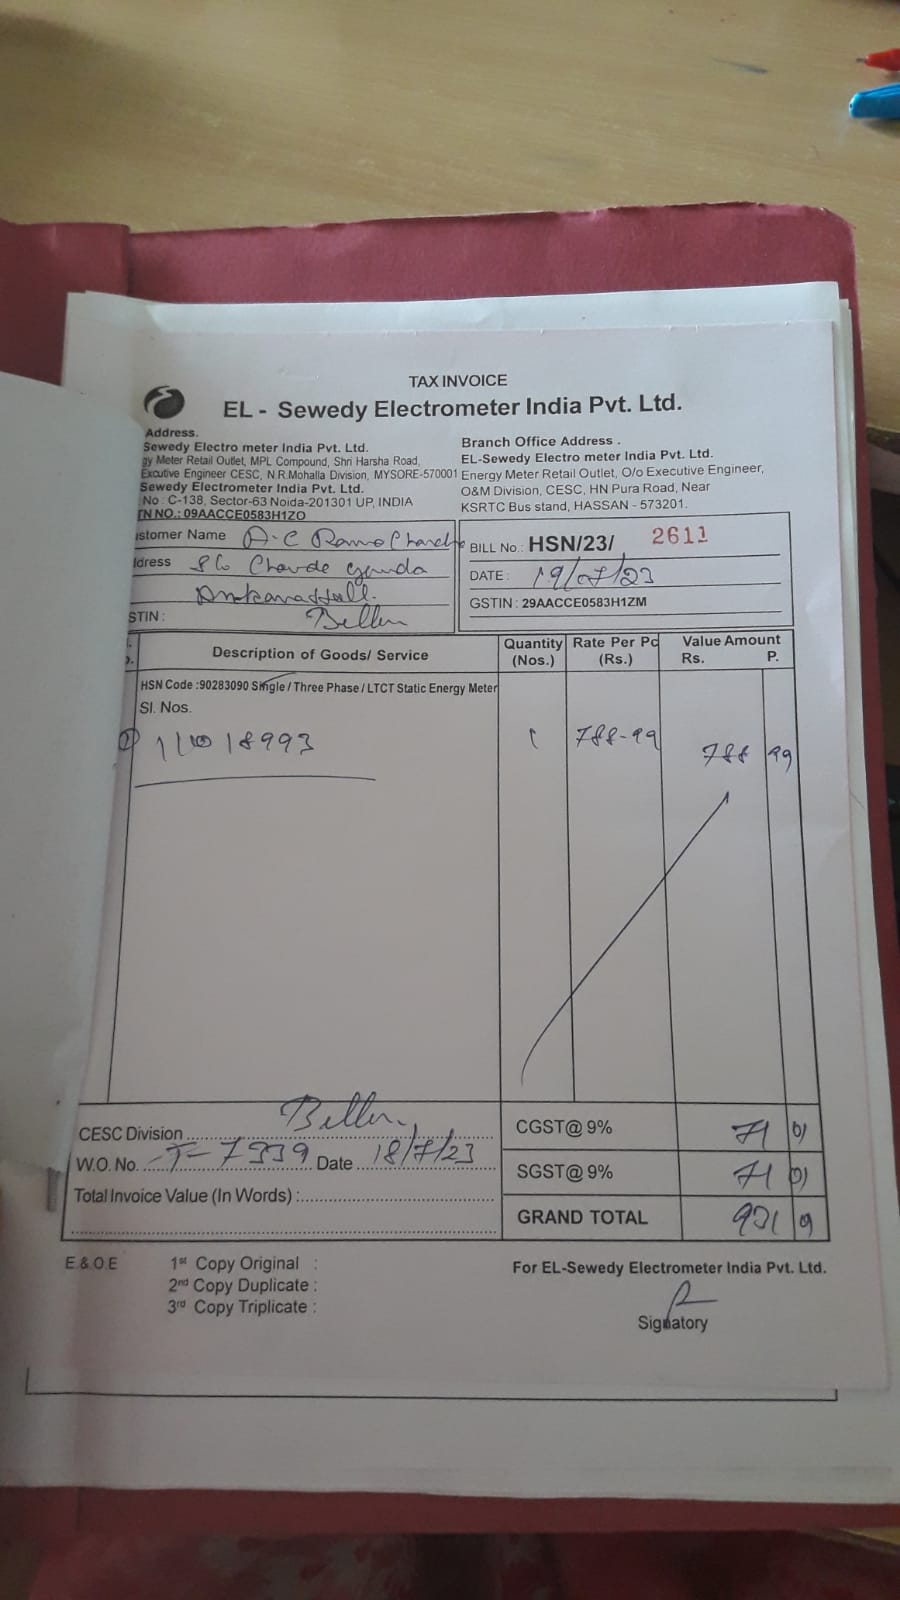 TAX INVOICE
EL - Sewedy Electrometer India Pvt. Ltd.
Address.
Sewedy Electro meter India Pvt. Ltd.
gy Meter Retail Outlet, MPL Compound, Shri Harsha Road,
Excutive Engineer CESC, N.R.Mohalla Division, MYSORE-570001
Sewedy Electrometer India Pvt. Ltd.
No : C-138, Sector-63 Noida-201301 UP, INDIA
TN NO.: 09AACCE0583H1ZO
Branch Office Address .
EL-Sewedy Electro meter India Pvt. Ltd.
Energy Meter Retail Outlet, O/o Executive Engineer,
O&M Division, CESC, HN Pura Road, Near
KSRTC Bus stand, HASSAN - 573201.
stomer Name A.C
dress S/o
STIN :
BILL No.: HSN/23/ 2611
DATE : 19/07/23
GSTIN : 29AACCE0583H1ZM
Description of Goods/ Service
Quantity (Nos.)
Rate Per Pc (Rs.)
Value Amount
Rs. P.
HSN Code :90283090 Single / Three Phase / LTCT Static Energy Meter
Sl. Nos.
1 788-99 788 99
CESC Division
W.O. No. T-7339 Date 18/7/23
Total Invoice Value (In Words) :
CGST@ 9% 71 01
SGST@ 9% 71 01
GRAND TOTAL 931
E.&.O.E
1st Copy Original :
2nd Copy Duplicate :
3rd Copy Triplicate :
For EL-Sewedy Electrometer India Pvt. Ltd.
Signatory